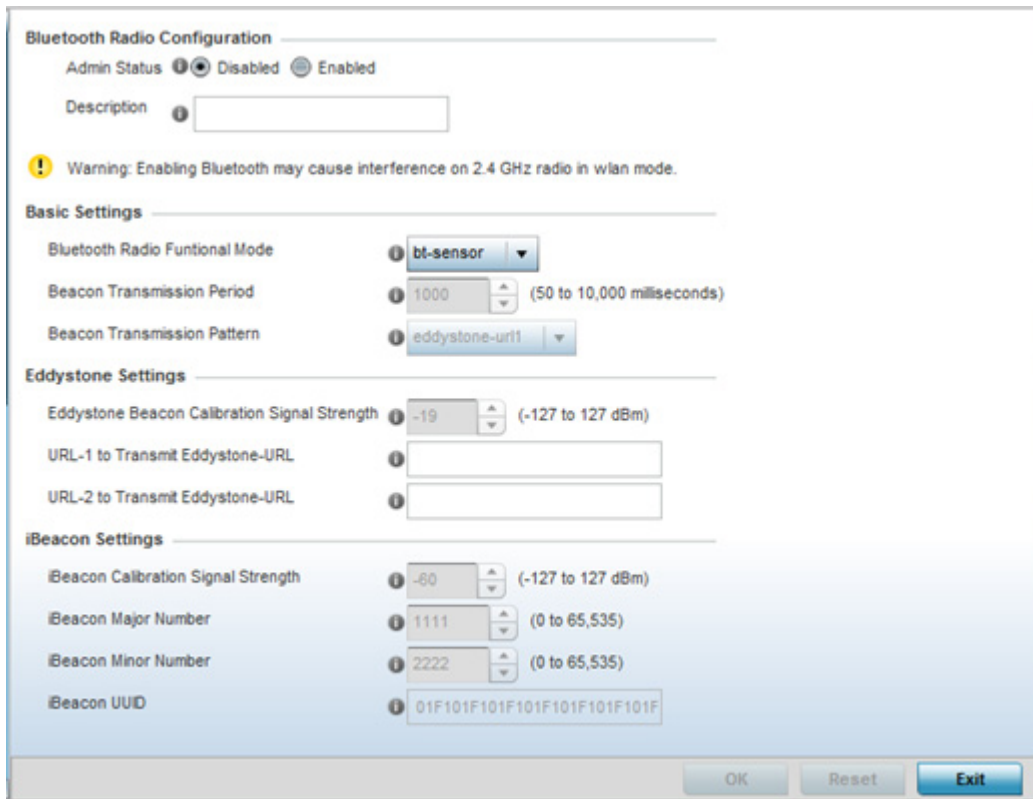 Bluetooth Radio Configuration
Admin Status Disabled Enabled
Description
Warning: Enabling Bluetooth may cause interference on 2.4 GHz radio in wlan mode.
Basic Settings
Bluetooth Radio Funtional Mode bt-sensor
Beacon Transmission Period 1000 (50 to 10,000 milliseconds)
Beacon Transmission Pattern eddystone-url1
Eddystone Settings
Eddystone Beacon Calibration Signal Strength -19 (-127 to 127 dBm)
URL-1 to Transmit Eddystone-URL
URL-2 to Transmit Eddystone-URL
iBeacon Settings
iBeacon Calibration Signal Strength -60 (-127 to 127 dBm)
iBeacon Major Number 1111 (0 to 65,535)
iBeacon Minor Number 2222 (0 to 65,535)
iBeacon UUID 01F101F101F101F101F101F101F
OK Reset Exit